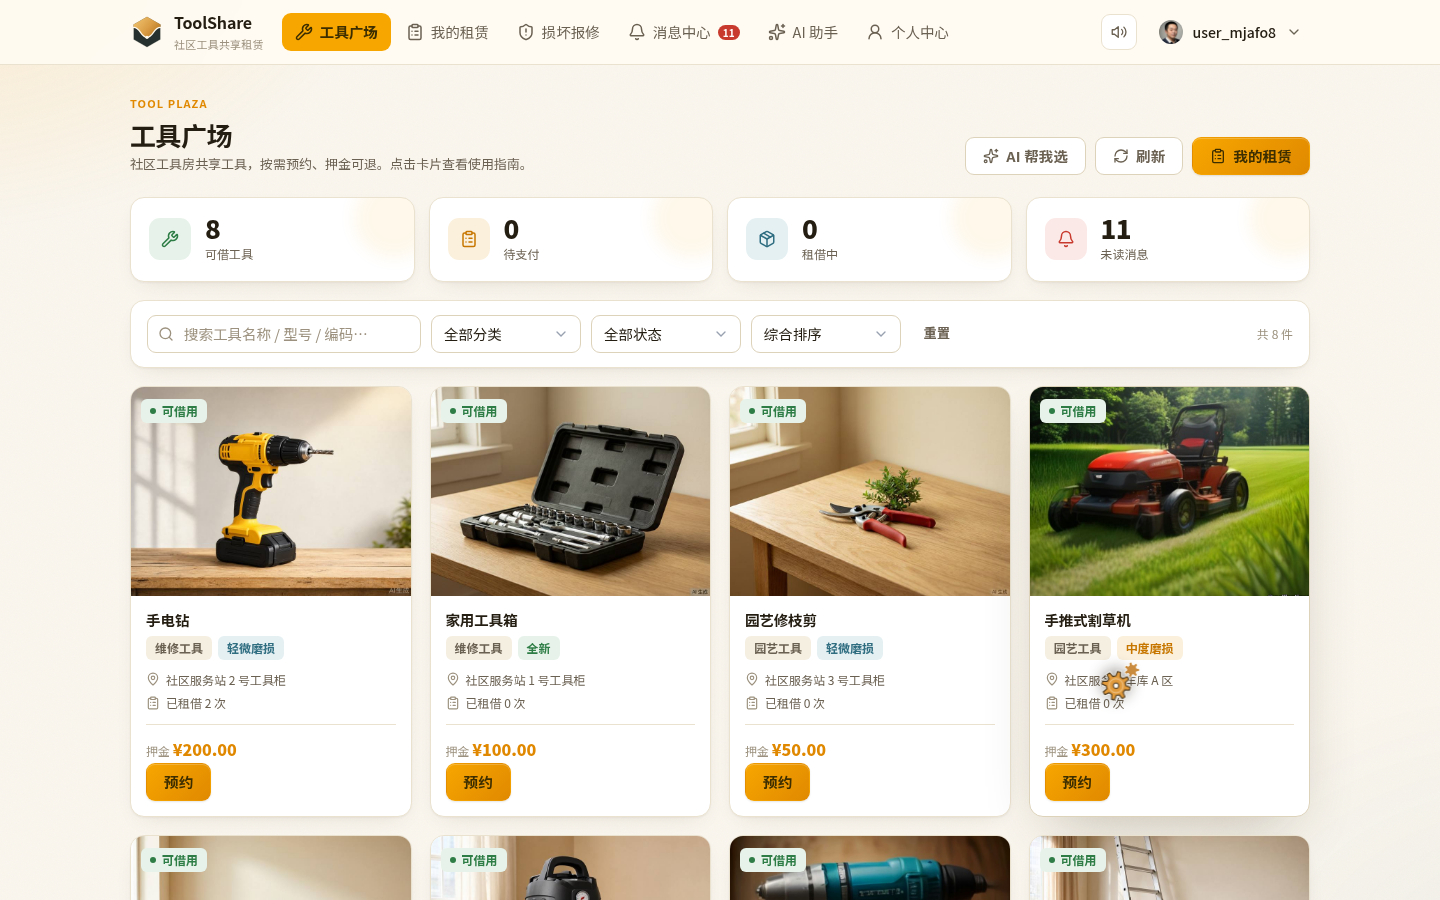 ToolShare
社区工具共享租赁
工具广场
我的租赁
损坏报修
消息中心 11
AI 助手
个人中心
user_mjafo8
TOOL PLAZA
工具广场
社区工具房共享工具，按需预约、押金可退。点击卡片查看使用指南。
AI 帮我选
刷新
我的租赁
8
可借工具
0
待支付
0
租借中
11
未读消息
搜索工具名称 / 型号 / 编码…
全部分类
全部状态
综合排序
重置
共 8 件
可借用
手电钻
维修工具 轻微磨损
社区服务站 2 号工具柜
已租借 2 次
押金 ¥200.00
预约
可借用
家用工具箱
维修工具 全新
社区服务站 1 号工具柜
已租借 0 次
押金 ¥100.00
预约
可借用
园艺修枝剪
园艺工具 轻微磨损
社区服务站 3 号工具柜
已租借 0 次
押金 ¥50.00
预约
可借用
手推式割草机
园艺工具 中度磨损
社区服 库 A 区
已租借 0 次
押金 ¥300.00
预约
可借用
可借用
可借用
可借用